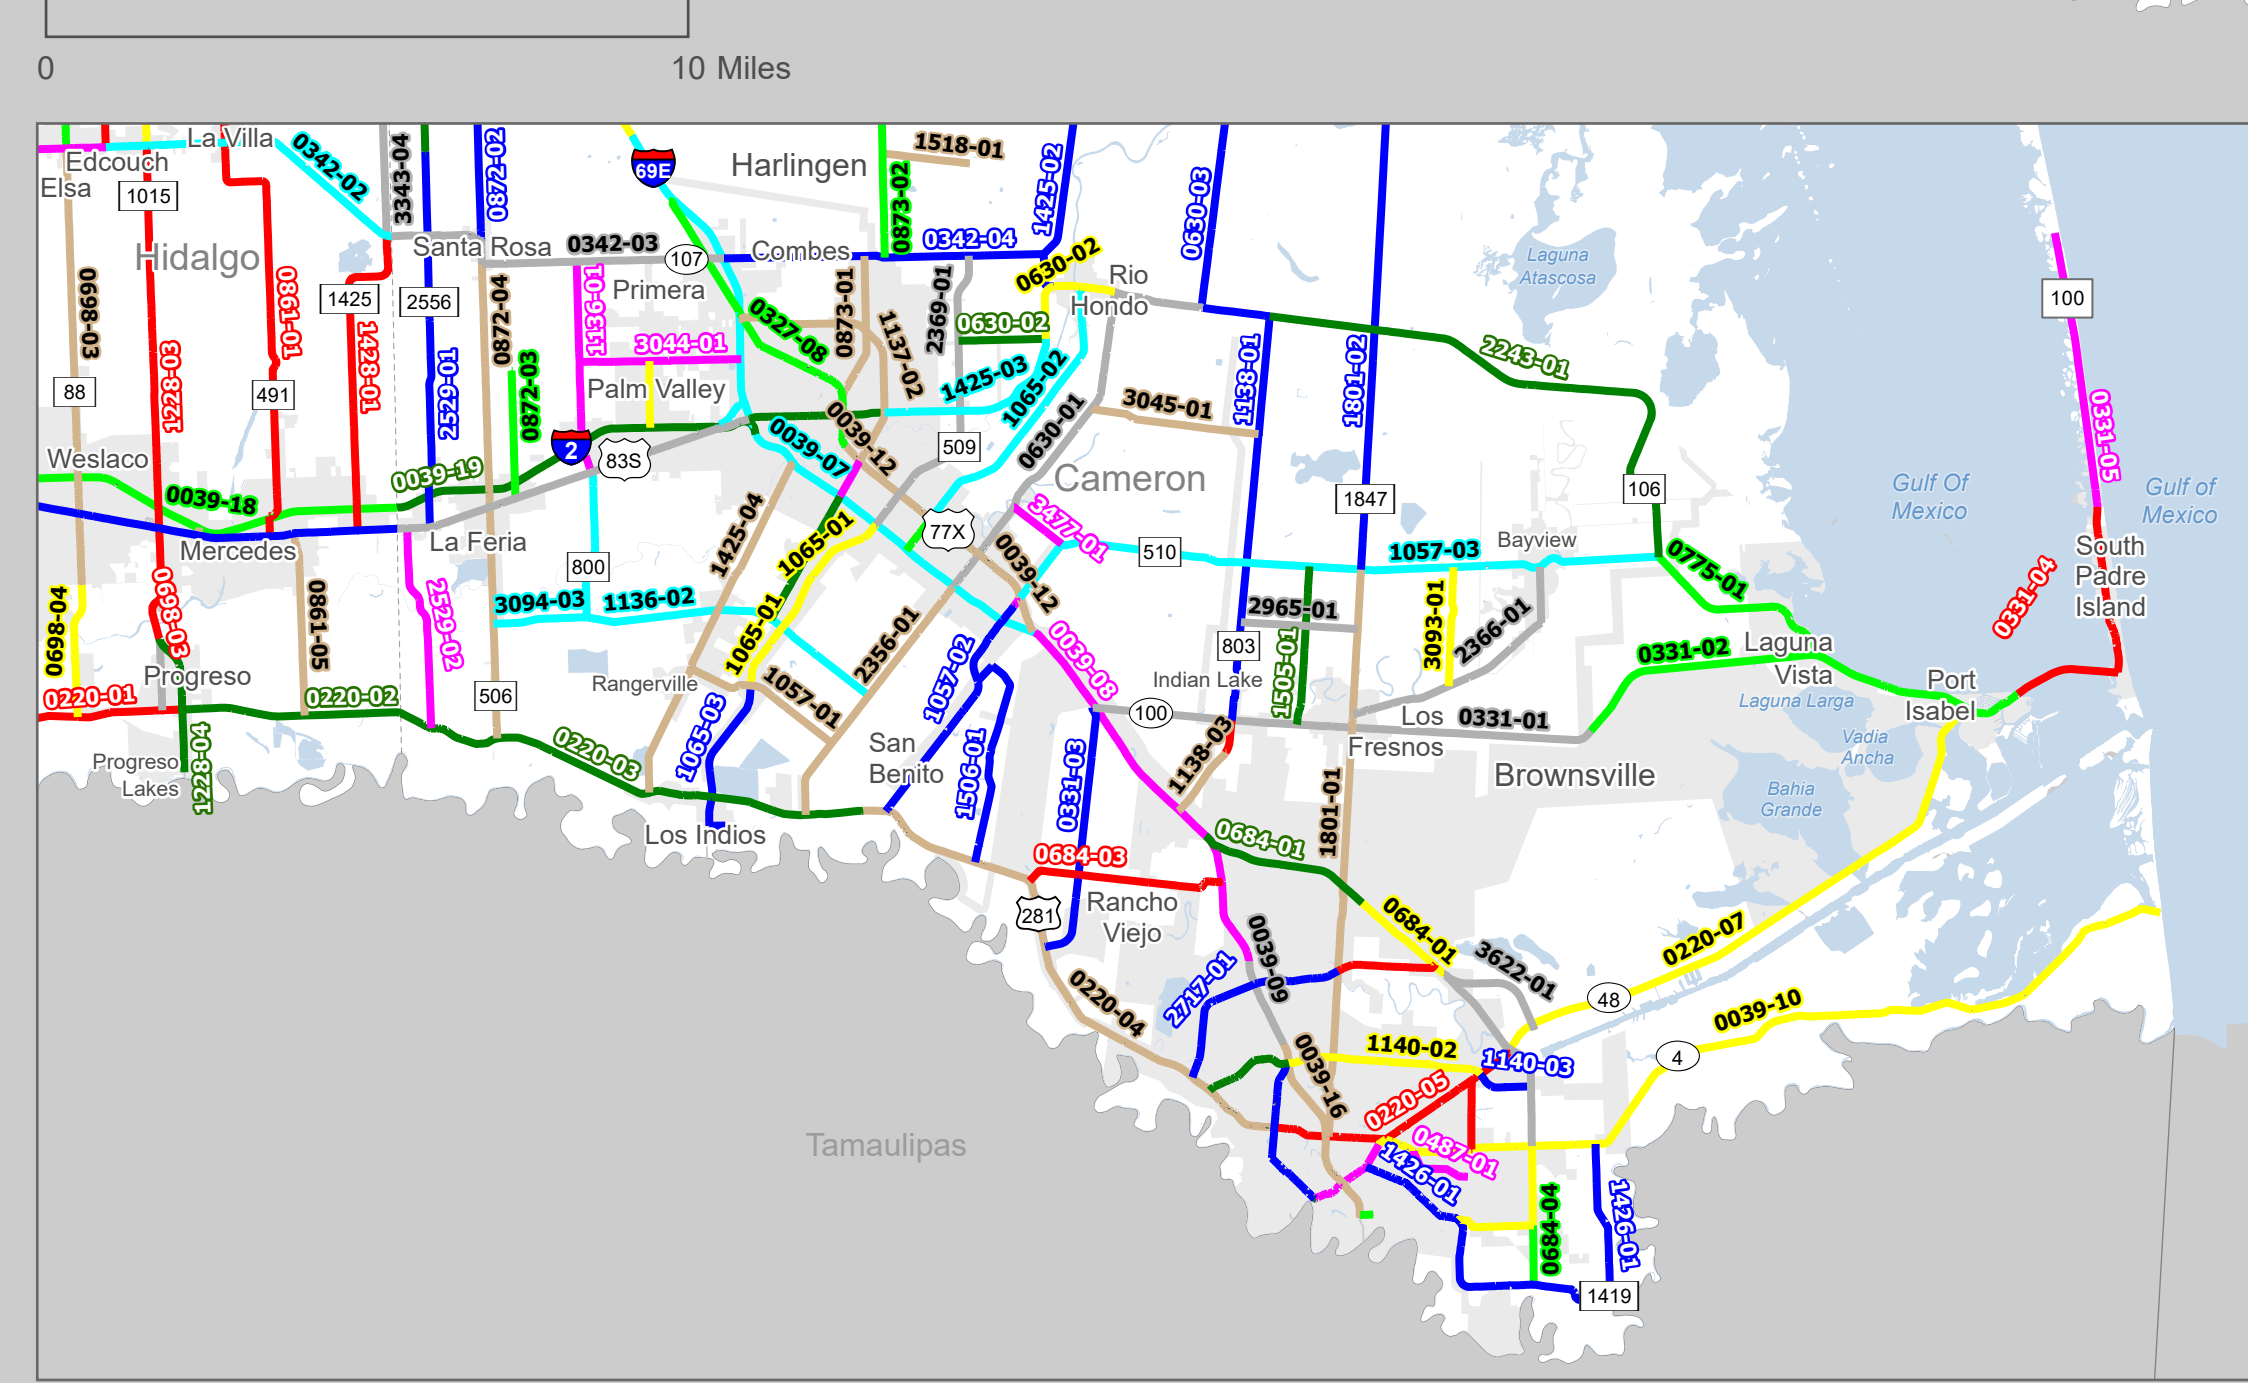 0
10 Miles
La Villa
Edcouch
Elsa
1015
0342-02
3343-04
0872-02
69E
Harlingen
1518-01
0873-02
1425-02
0630-03
Hidalgo
Santa Rosa
0342-03
107
Combes
0342-04
0630-02
Rio
Hondo
Laguna
Atascosa
100
0698-03
0861-01
1425
2556
0872-04
1136-01
Primera
0327-08
0873-01
1137-02
2369-01
0630-02
1228-03
1428-01
2529-01
0872-03
3044-01
Palm Valley
1425-03
1065-02
1138-01
1801-02
2243-01
88
491
0331-05
3045-01
0039-12
0630-01
Weslaco
0039-19
0039-18
2
83S
0039-07
509
Cameron
1847
106
Gulf Of
Mexico
Gulf of
Mexico
Mercedes
La Feria
1425-04
1065-01
77X
3477-01
0039-12
510
1057-03
Bayview
0775-01
South
Padre
Island
0698-04
0698-03
0861-05
2529-02
800
3094-03
1136-02
1065-01
2356-01
1057-02
0039-08
2965-01
803
1505-01
3093-01
2366-01
0331-04
Laguna
Vista
0331-02
Progreso
0220-01
0220-02
506
Rangerville
1057-01
Indian Lake
Laguna Larga
Port
Isabel
1228-04
Progreso
Lakes
0220-03
1065-03
San
Benito
1506-01
0331-03
100
1138-03
Los
Fresnos
0331-01
Vadia
Ancha
Brownsville
Bahia
Grande
Los Indios
0684-03
0684-01
1801-01
281
Rancho
Viejo
0684-01
0039-09
2717-01
3622-01
0220-07
48
0039-10
4
0220-04
1140-02
1140-03
0039-16
0220-05
0487-01
1426-01
Tamaulipas
0684-04
1426-01
1419